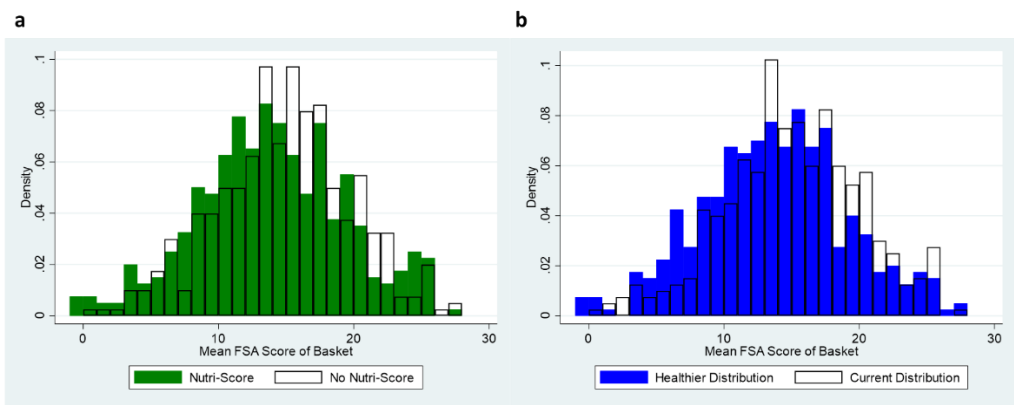 a
.1
.08
.06
.04
.02
0
Density
0 10 20 30
Mean FSA Score of Basket
Nutri-Score No Nutri-Score
b
.1
.08
.06
.04
.02
0
Density
0 10 20 30
Mean FSA Score of Basket
Healthier Distribution Current Distribution